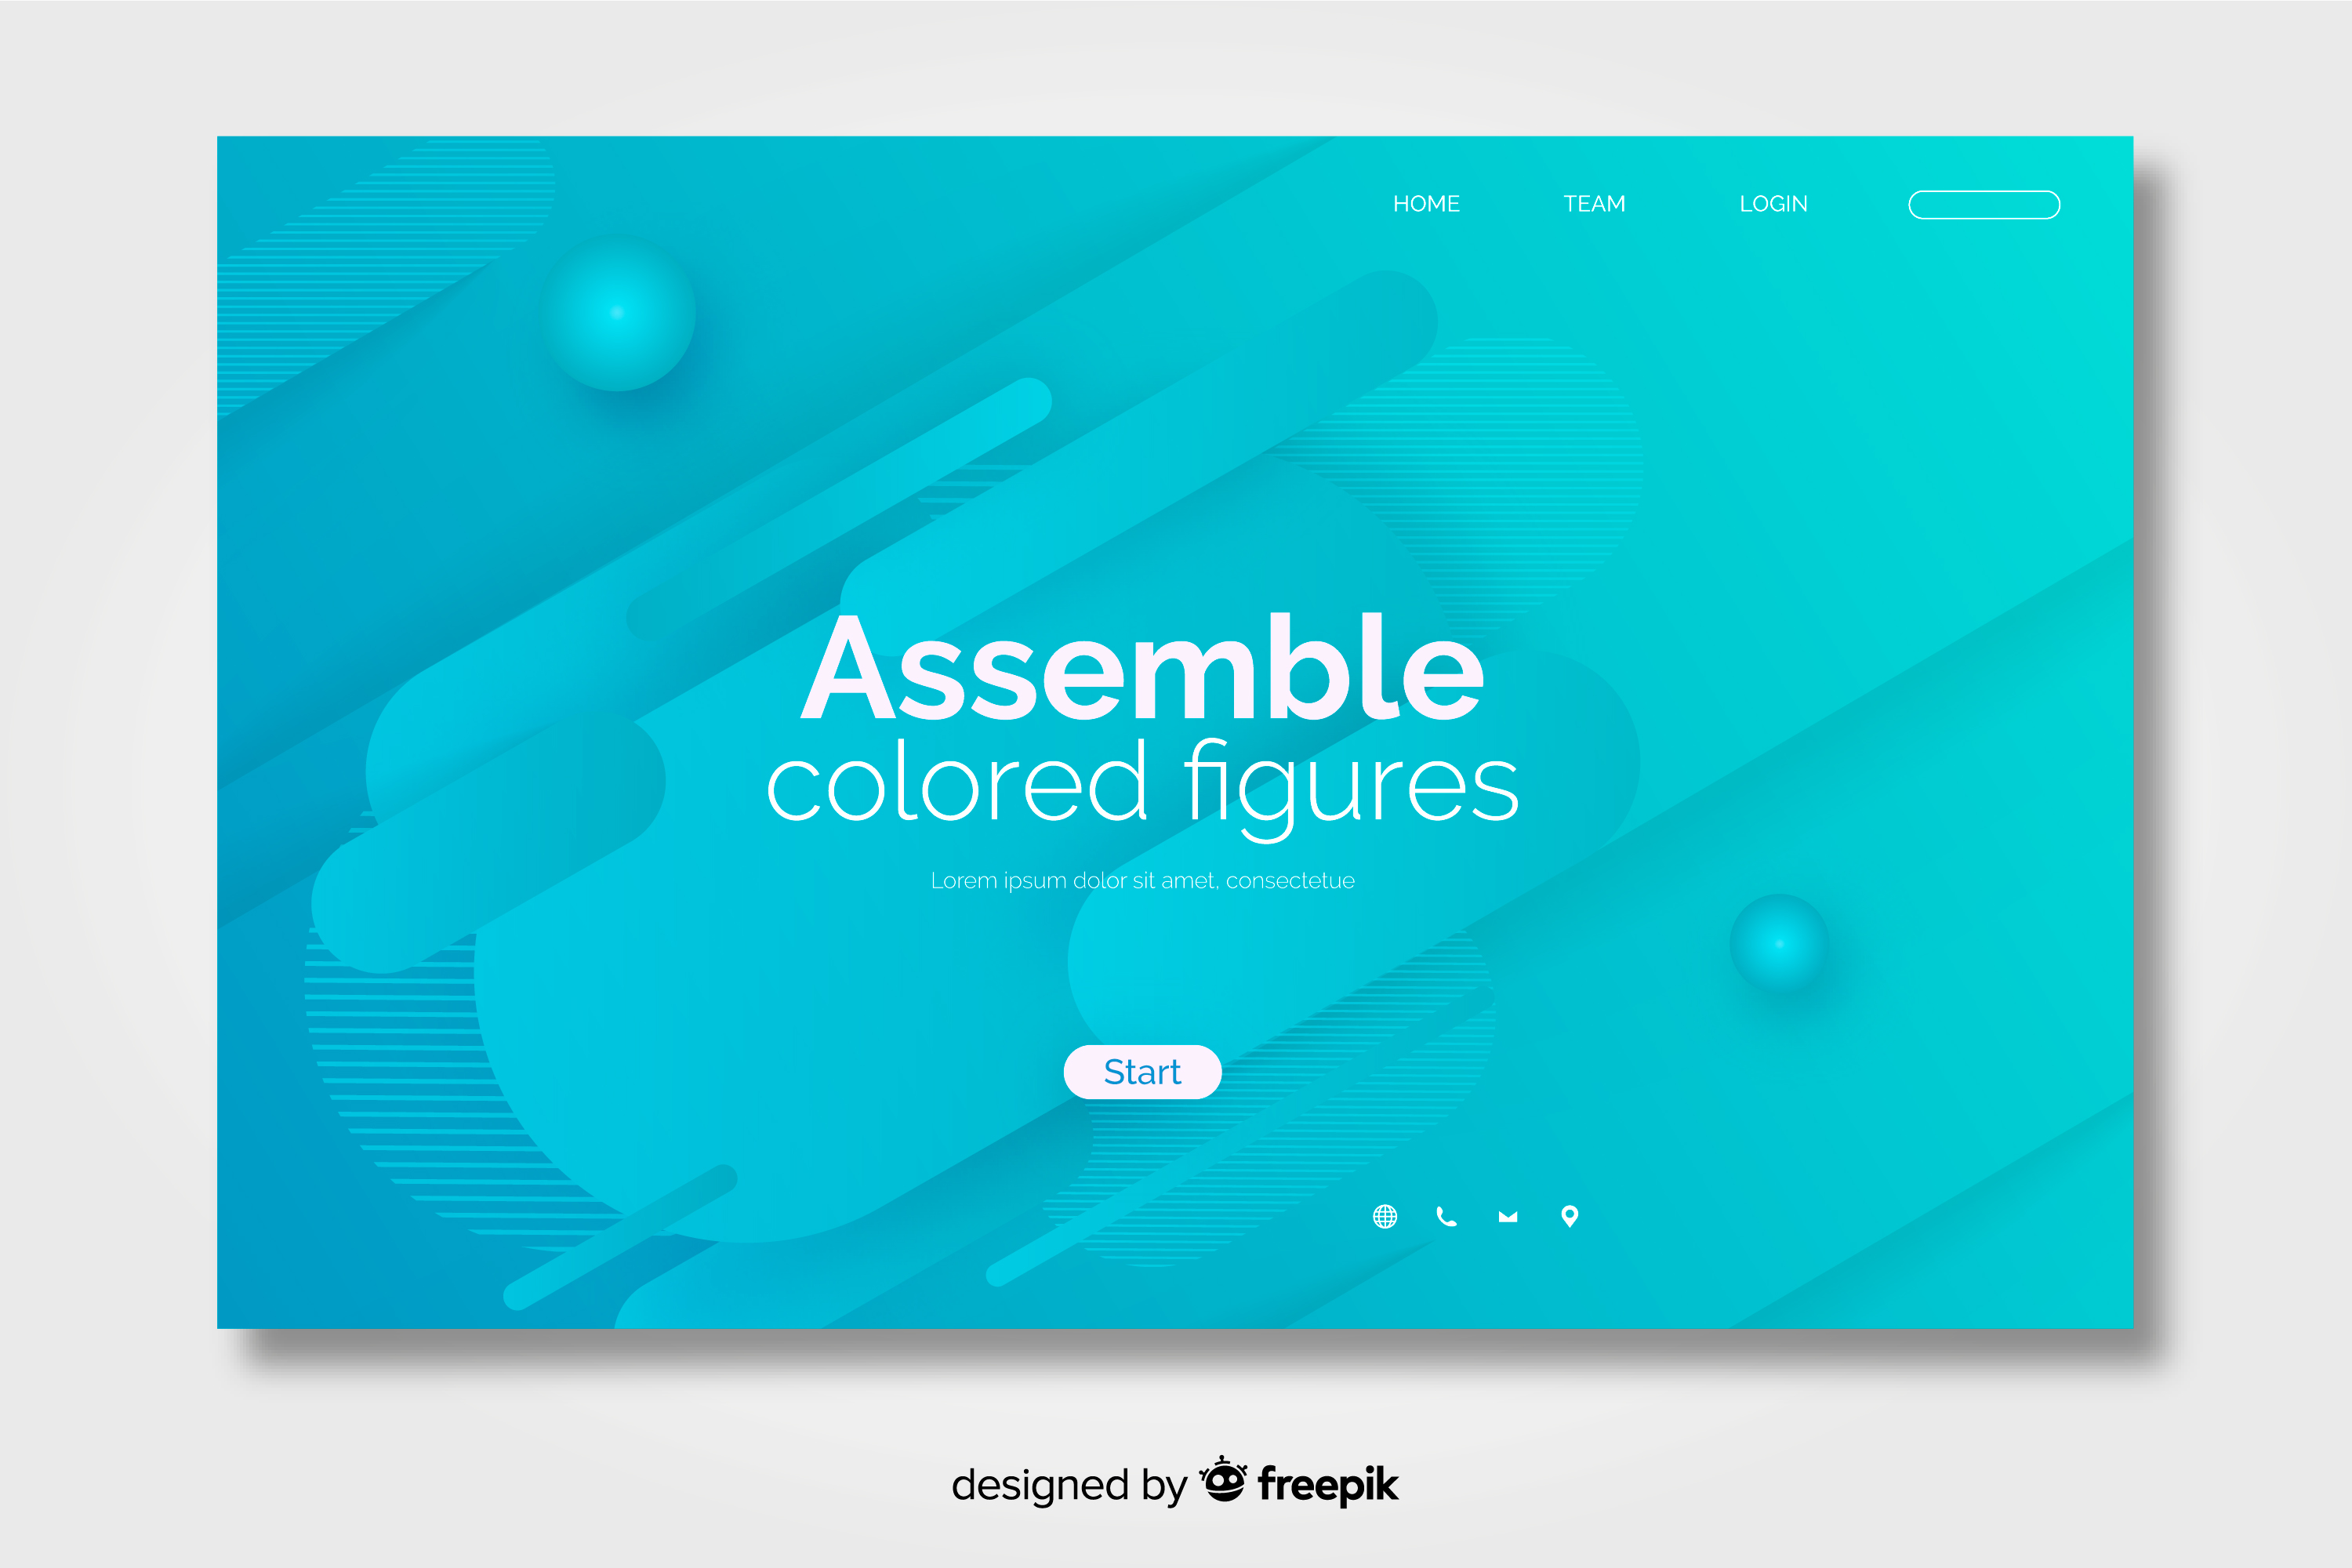 HOME TEAM LOGIN
Assemble
colored figures
Lorem ipsum dolor sit amet, consectetue
Start
designed by freepik